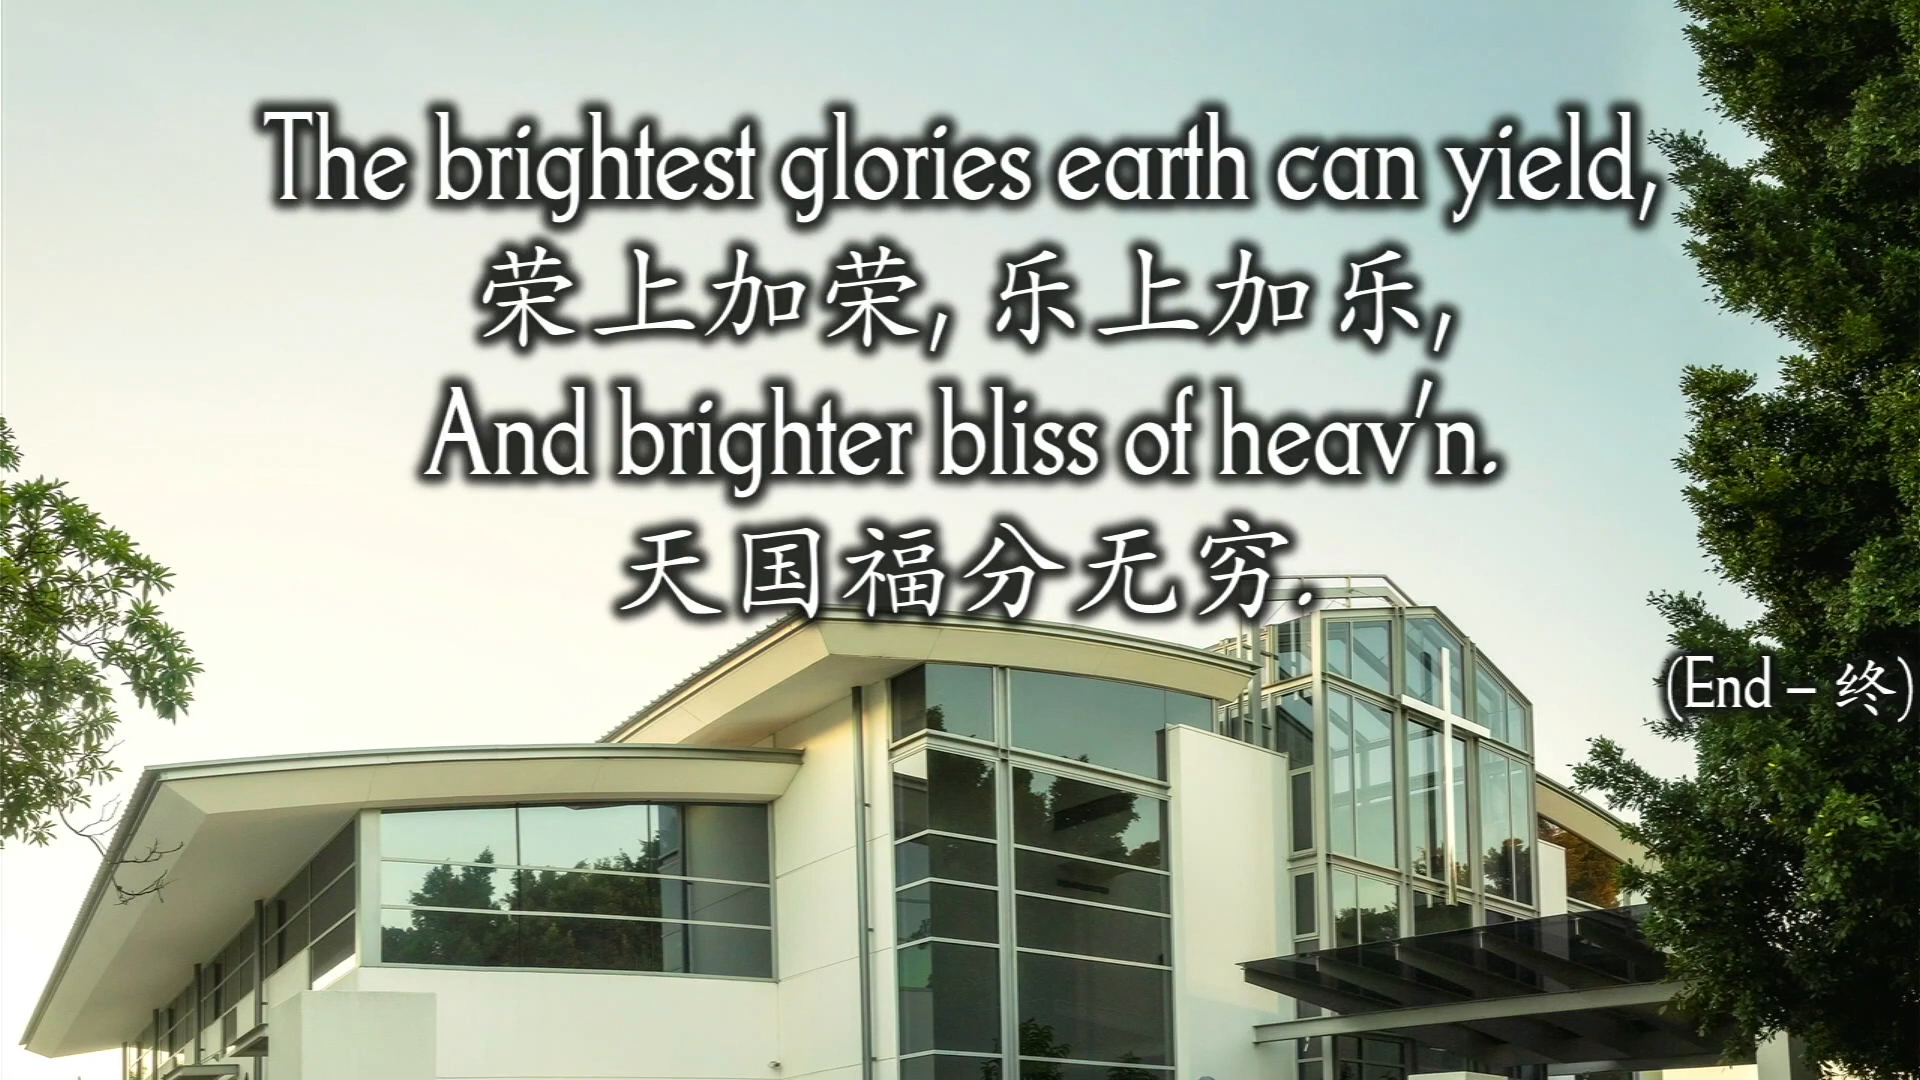 The brightest glories earth can yield,
荣上加荣, 乐上加乐,
And brighter bliss of heav'n.
天国福分无穷.
(End – 终)